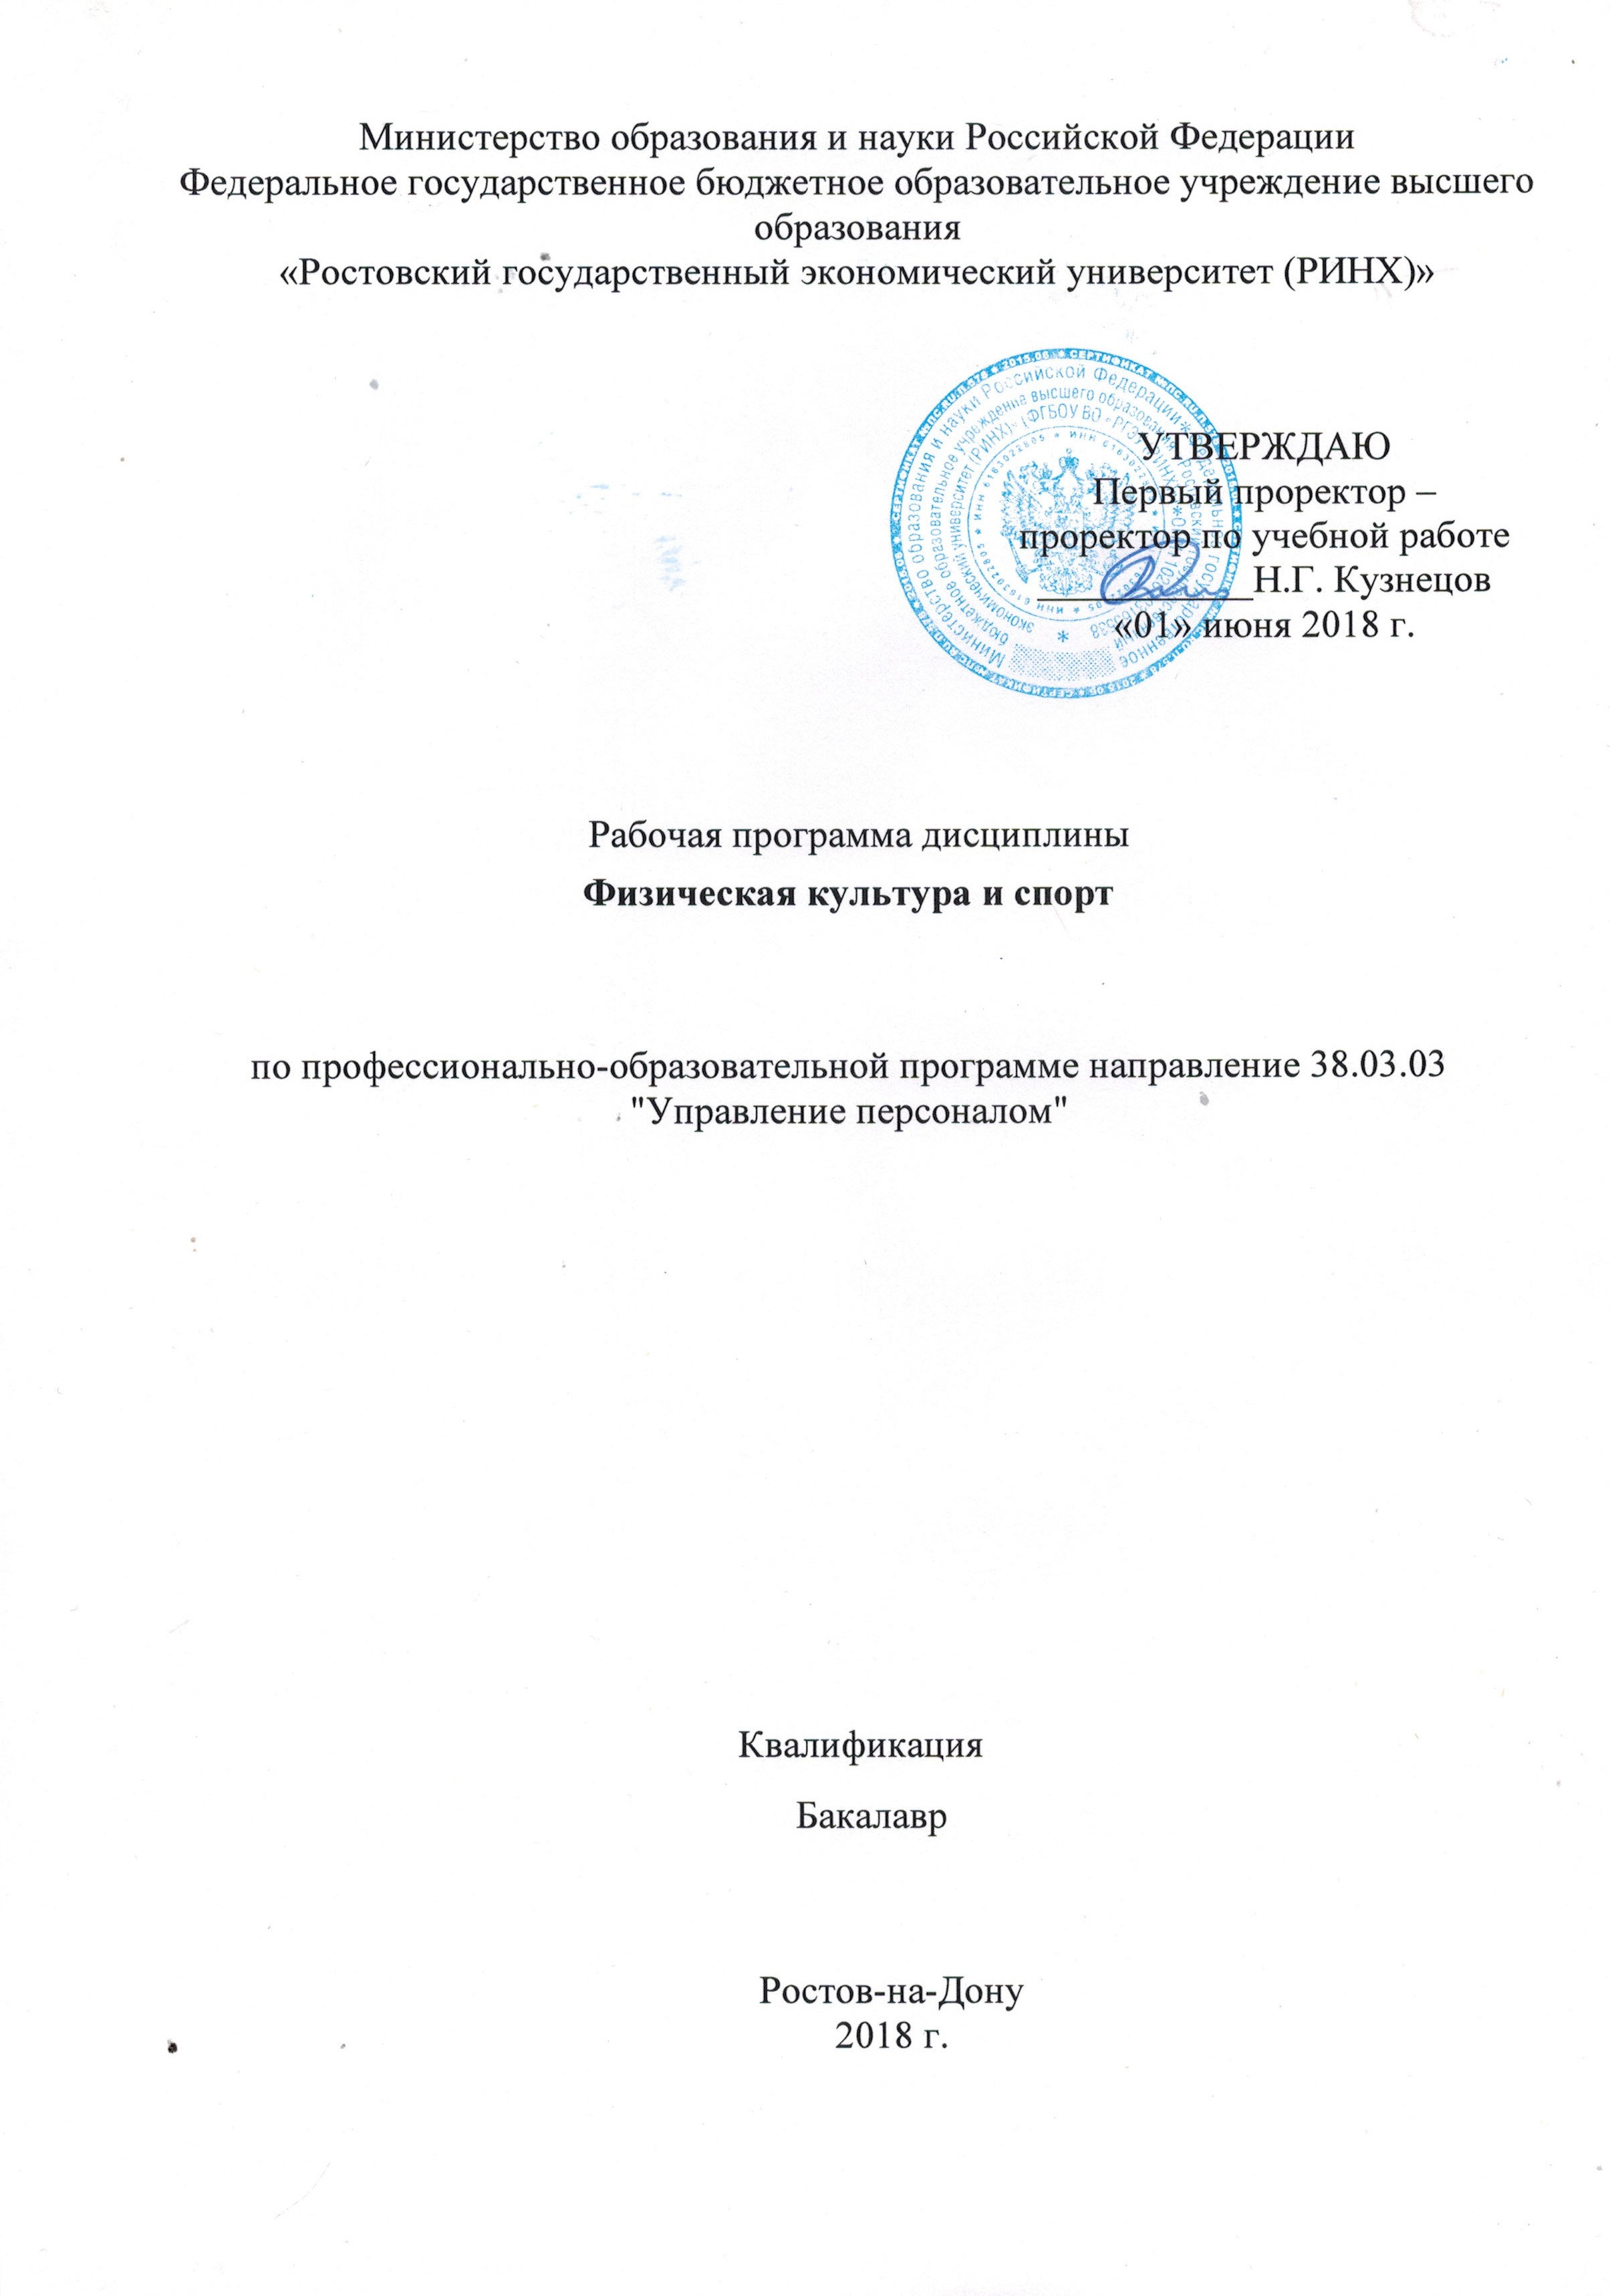 Министерство образования и науки Российской Федерации
Федеральное государственное бюджетное образовательное учреждение высшего
образования
«Ростовский государственный экономический университет (РИНХ)»
УТВЕРЖДАЮ
Первый проректор –
проректор по учебной работе
Н.Г. Кузнецов
«01» июня 2018 г.
Рабочая программа дисциплины
Физическая культура и спорт
по профессионально-образовательной программе направление 38.03.03
"Управление персоналом"
Квалификация
Бакалавр
Ростов-на-Дону
2018 г.